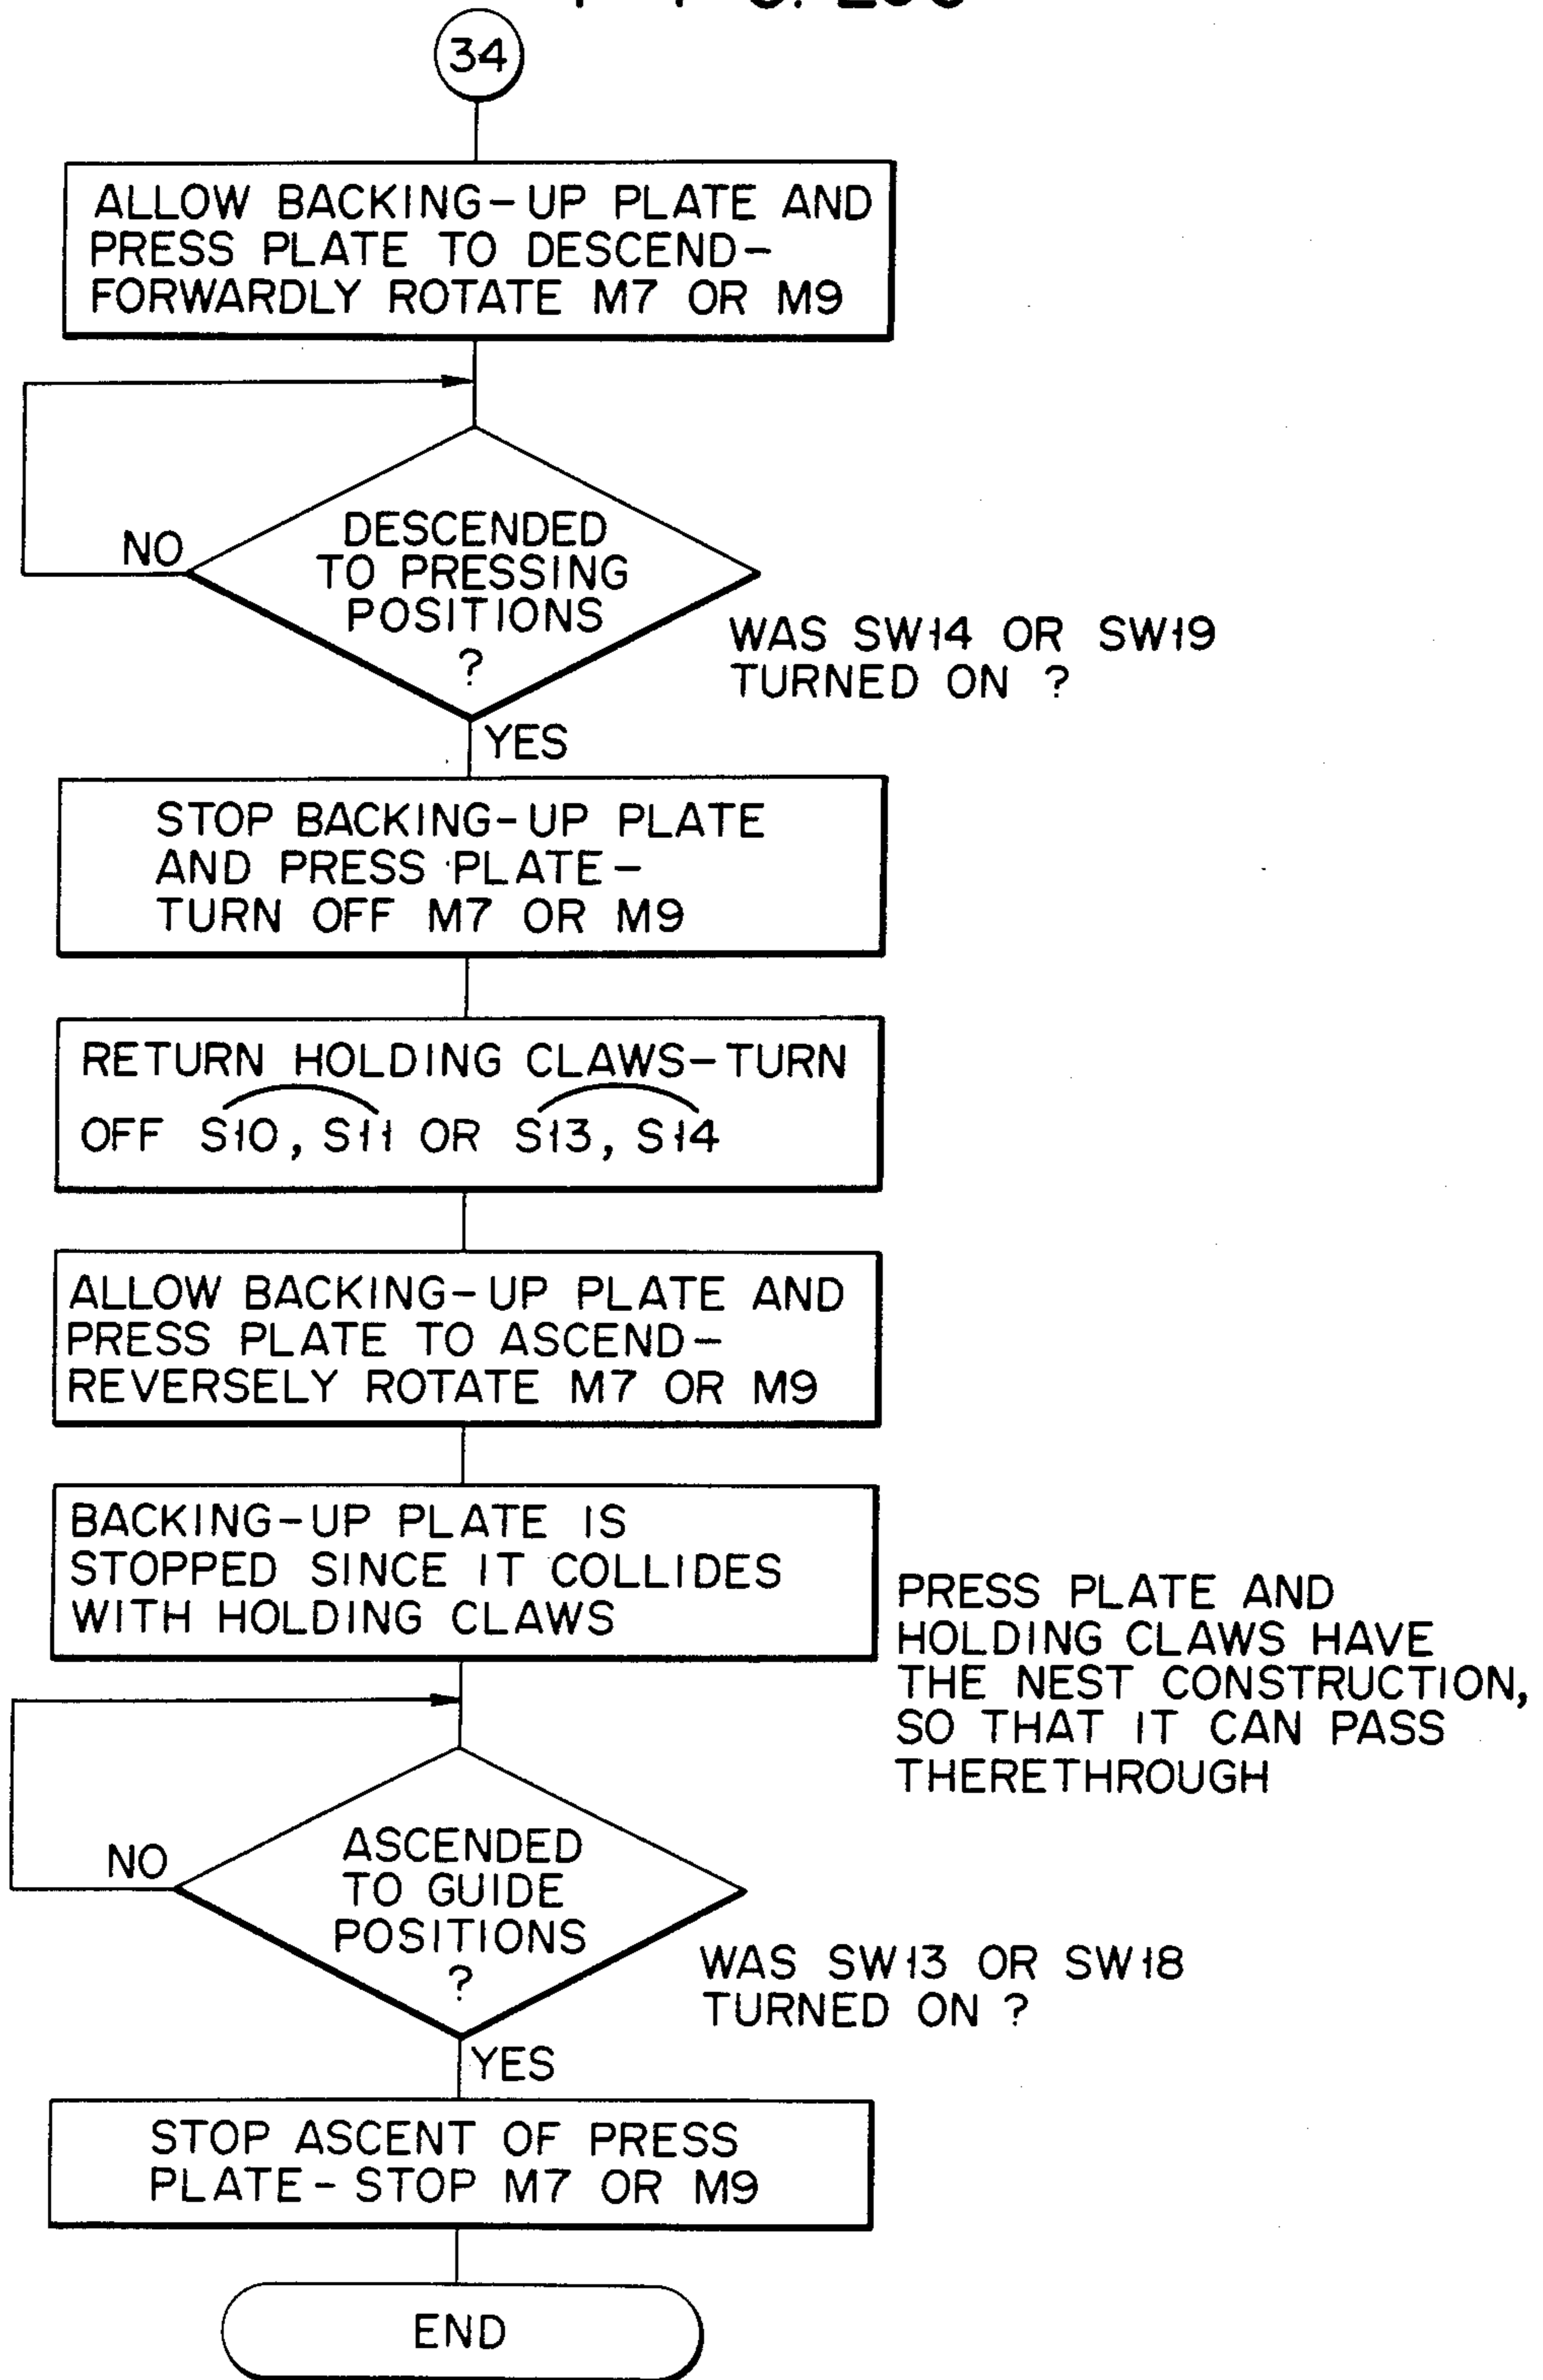 34
ALLOW BACKING-UP PLATE AND
PRESS PLATE TO DESCEND-
FORWARDLY ROTATE M7 OR M9
NO
DESCENDED
TO PRESSING
POSITIONS
?
WAS SW14 OR SW19
TURNED ON ?
YES
STOP BACKING-UP PLATE
AND PRESS PLATE-
TURN OFF M7 OR M9
RETURN HOLDING CLAWS-TURN
OFF S10, S11 OR S13, S14
ALLOW BACKING-UP PLATE AND
PRESS PLATE TO ASCEND-
REVERSELY ROTATE M7 OR M9
BACKING-UP PLATE IS
STOPPED SINCE IT COLLIDES
WITH HOLDING CLAWS
PRESS PLATE AND
HOLDING CLAWS HAVE
THE NEST CONSTRUCTION,
SO THAT IT CAN PASS
THERETHROUGH
NO
ASCENDED
TO GUIDE
POSITIONS
?
WAS SW13 OR SW18
TURNED ON ?
YES
STOP ASCENT OF PRESS
PLATE-STOP M7 OR M9
END